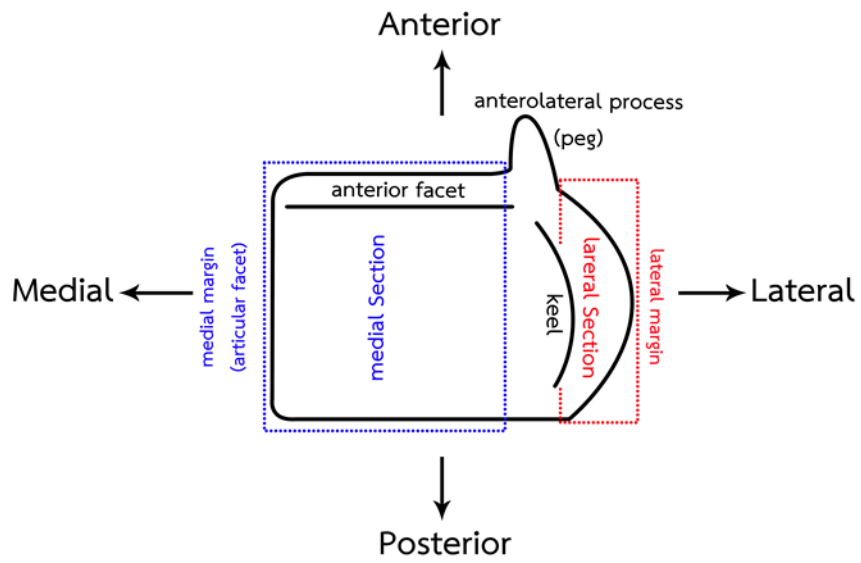 Anterior
anterolateral process
(peg)
anterior facet
Medial
medial margin
(articular facet)
medial Section
keel
lareral Section
lateral margin
Lateral
Posterior